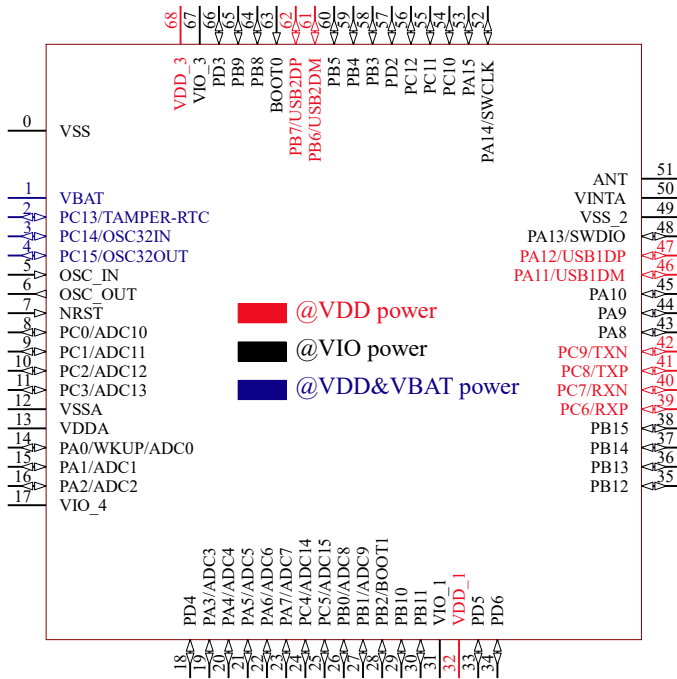 68 VDD_3
67 VIO_3
66 PD3
65 PB9
64 PB8
63 BOOT0
62 PB7/USB2DP
61 PB6/USB2DM
60 PB5
59 PB4
58 PB3
57 PD2
56 PC12
55 PC11
54 PC10
53 PA15
52 PA14/SWCLK
0 VSS
1 VBAT
2 PC13/TAMPER-RTC
3 PC14/OSC32IN
4 PC15/OSC32OUT
5 OSC_IN
6 OSC_OUT
7 NRST
8 PC0/ADC10
9 PC1/ADC11
10 PC2/ADC12
11 PC3/ADC13
12 VSSA
13 VDDA
14 PA0/WKUP/ADC0
15 PA1/ADC1
16 PA2/ADC2
17 VIO_4
@VDD power
@VIO power
@VDD&VBAT power
ANT 51
VINTA 50
VSS_2 49
PA13/SWDIO 48
PA12/USB1DP 47
PA11/USB1DM 46
PA10 45
PA9 44
PA8 43
PC9/TXN 42
PC8/TXP 41
PC7/RXN 40
PC6/RXP 39
PB15 38
PB14 37
PB13 36
PB12 35
18 PD4
19 PA3/ADC3
20 PA4/ADC4
21 PA5/ADC5
22 PA6/ADC6
23 PA7/ADC7
24 PC4/ADC14
25 PC5/ADC15
26 PB0/ADC8
27 PB1/ADC9
28 PB2/BOOT1
29 PB10
30 PB11
31 VIO_1
32 VDD_1
33 PD5
34 PD6